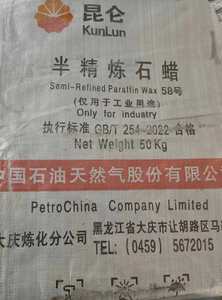 昆仑
KunLun
半精炼石蜡
Semi-Refined Paraffin Wax 58号
(仅用于工业用途)
Only for industry
执行标准 GB/T 254-2022 合格
Net Weight 50Kg
中国石油天然气股份有限公司
PetroChina Company Limited
大庆炼化分公司
黑龙江省大庆市让胡路区马
TEL: (0459) 5672015